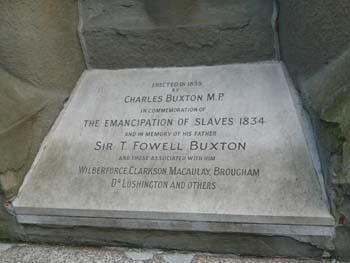 ERECTED IN 1835
BY
CHARLES BUXTON M.P.
IN COMMEMORATION OF
THE EMANCIPATION OF SLAVES 1834
AND IN MEMORY OF HIS FATHER
SIR T. FOWELL BUXTON
AND THOSE ASSOCIATED WITH HIM
WILBERFORCE, CLARKSON, MACAULAY, BROUGHAM
DR LUSHINGTON AND OTHERS